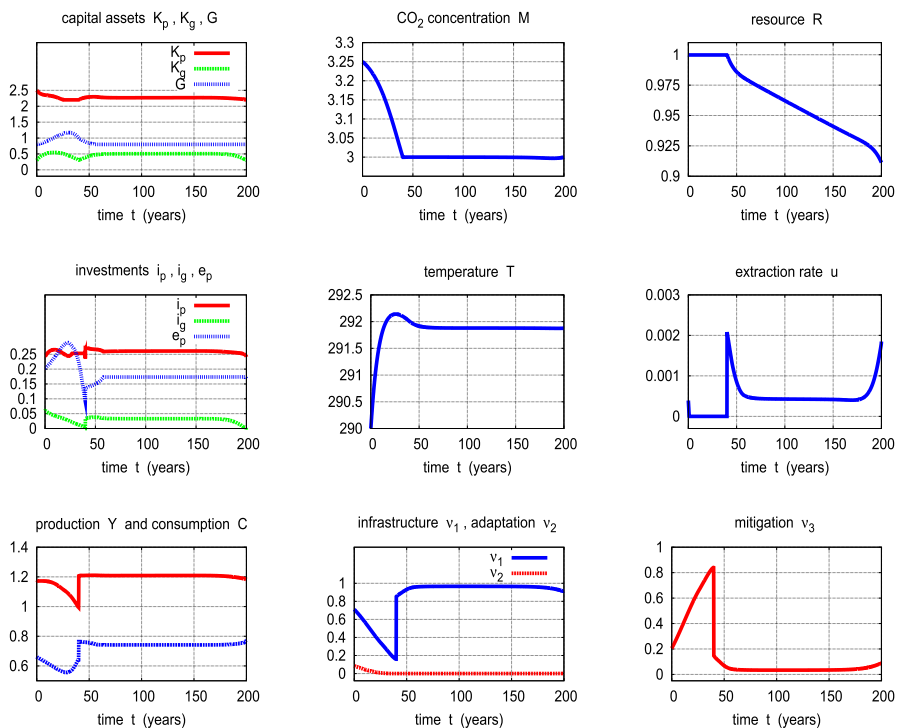 capital assets K_p , K_g , G
K_p
K_g
G
2.5
2
1.5
1
0.5
0
0 50 100 150 200
time t (years)
CO₂ concentration M
3.3
3.25
3.2
3.15
3.1
3.05
3
0 50 100 150 200
time t (years)
resource R
1
0.975
0.95
0.925
0.9
0 50 100 150 200
time t (years)
investments i_p , i_g , e_p
i_p
i_g
e_p
0.25
0.2
0.15
0.1
0.05
0
0 50 100 150 200
time t (years)
temperature T
292.5
292
291.5
291
290.5
290
0 50 100 150 200
time t (years)
extraction rate u
0.003
0.002
0.001
0
0 50 100 150 200
time t (years)
production Y and consumption C
1.4
1.2
1
0.8
0.6
0 50 100 150 200
time t (years)
infrastructure ν₁ , adaptation ν₂
ν₁
ν₂
1
0.8
0.6
0.4
0.2
0
0 50 100 150 200
time t (years)
mitigation ν₃
1
0.8
0.6
0.4
0.2
0
0 50 100 150 200
time t (years)